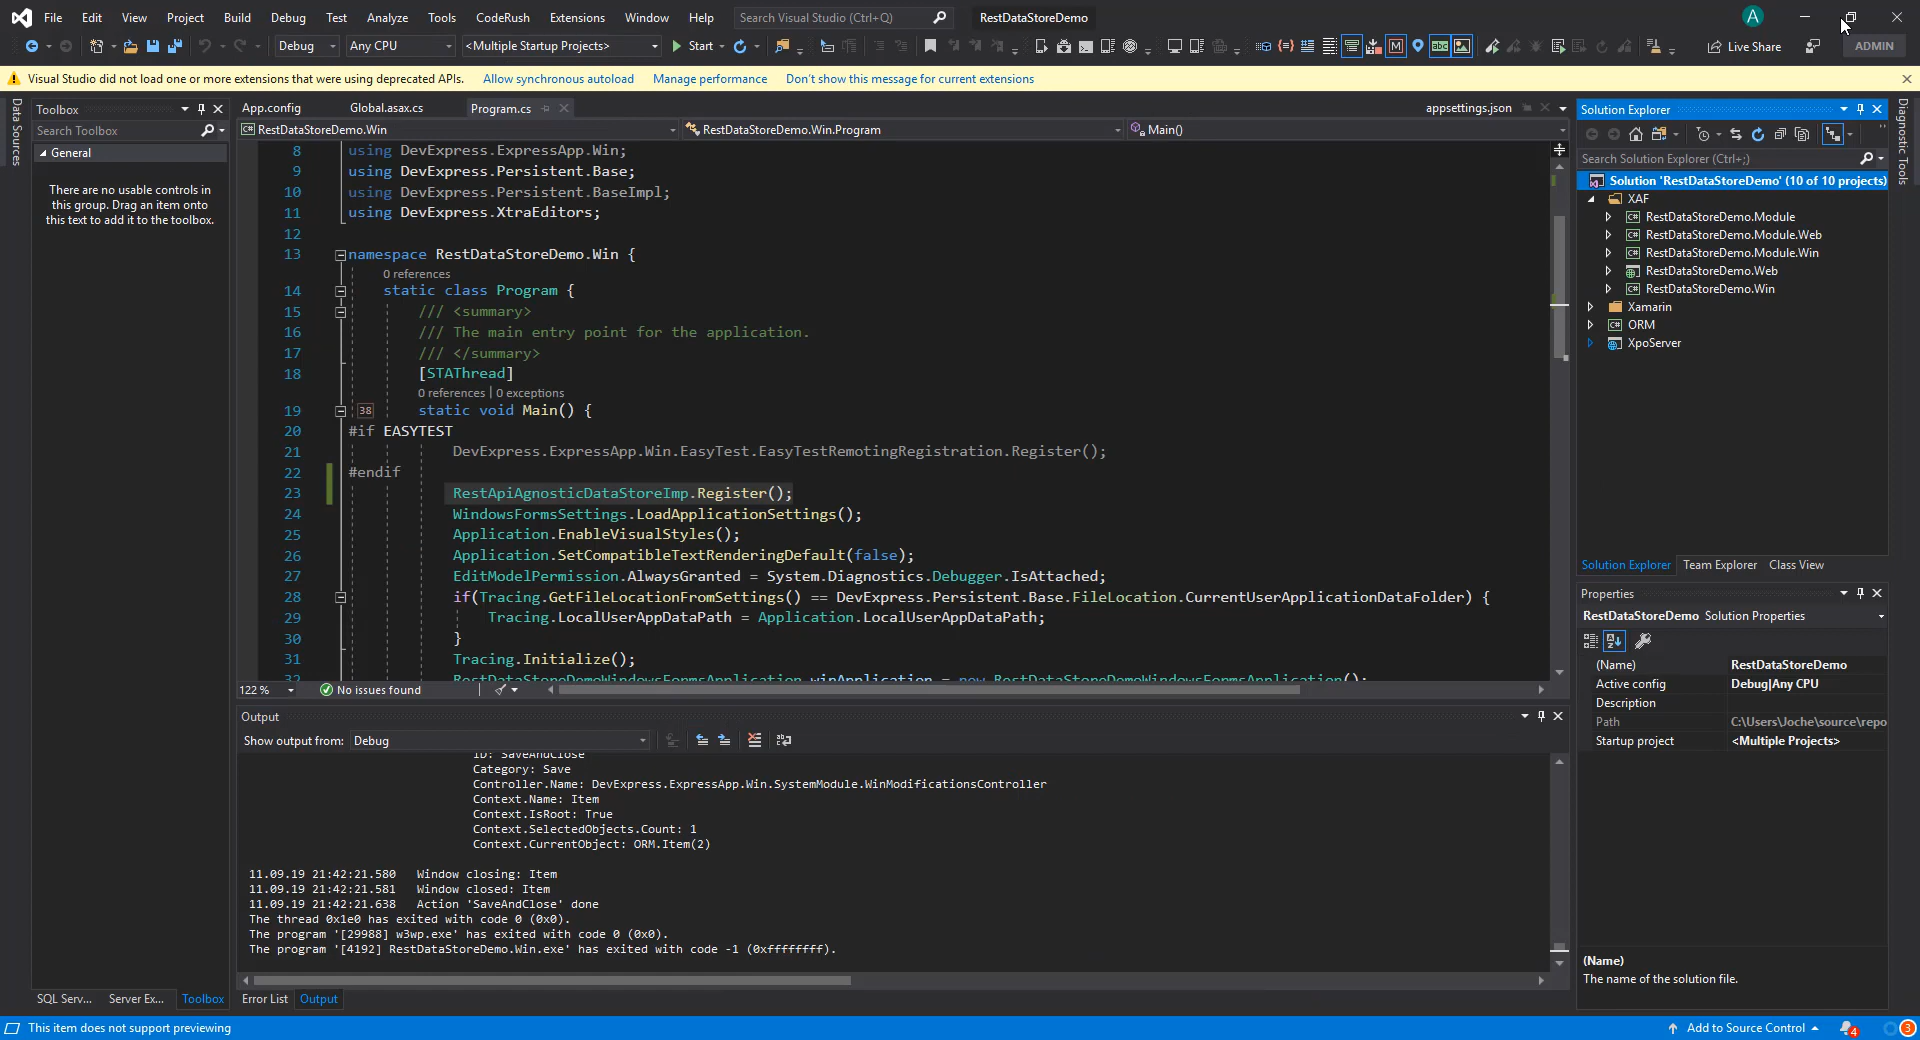 File Edit View Project Build Debug Test Analyze Tools CodeRush Extensions Window Help Search Visual Studio (Ctrl+Q) RestDataStoreDemo A
Debug Any CPU <Multiple Startup Projects> Start Live Share ADMIN
Visual Studio did not load one or more extensions that were using deprecated APIs. Allow synchronous autoload Manage performance Don't show this message for current extensions
Data Sources
Toolbox
Search Toolbox
General
There are no usable controls in
this group. Drag an item onto
this text to add it to the toolbox.
SQL Serv... Server Ex... Toolbox
App.config Global.asax.cs Program.cs appsettings.json
RestDataStoreDemo.Win RestDataStoreDemo.Win.Program Main()
8 using DevExpress.ExpressApp.Win;
9 using DevExpress.Persistent.Base;
10 using DevExpress.Persistent.BaseImpl;
11 using DevExpress.XtraEditors;
12
13 namespace RestDataStoreDemo.Win {
0 references
14 static class Program {
15 /// <summary>
16 /// The main entry point for the application.
17 /// </summary>
18 [STAThread]
0 references | 0 exceptions
19 38 static void Main() {
20 #if EASYTEST
21 DevExpress.ExpressApp.Win.EasyTest.EasyTestRemotingRegistration.Register();
22 #endif
23 RestApiAgnosticDataStoreImp.Register();
24 WindowsFormsSettings.LoadApplicationSettings();
25 Application.EnableVisualStyles();
26 Application.SetCompatibleTextRenderingDefault(false);
27 EditModelPermission.AlwaysGranted = System.Diagnostics.Debugger.IsAttached;
28 if(Tracing.GetFileLocationFromSettings() == DevExpress.Persistent.Base.FileLocation.CurrentUserApplicationDataFolder) {
29 Tracing.LocalUserAppDataPath = Application.LocalUserAppDataPath;
30 }
31 Tracing.Initialize();
32 RestDataStoreDemoWindowsFormsApplication winApplication = new RestDataStoreDemoWindowsFormsApplication();
122 % No issues found
Output
Show output from: Debug
ID: SaveAndClose
Category: Save
Controller.Name: DevExpress.ExpressApp.Win.SystemModule.WinModificationsController
Context.Name: Item
Context.IsRoot: True
Context.SelectedObjects.Count: 1
Context.CurrentObject: ORM.Item(2)
11.09.19 21:42:21.580 Window closing: Item
11.09.19 21:42:21.581 Window closed: Item
11.09.19 21:42:21.638 Action 'SaveAndClose' done
The thread 0x1e0 has exited with code 0 (0x0).
The program '[29988] w3wp.exe' has exited with code 0 (0x0).
The program '[4192] RestDataStoreDemo.Win.exe' has exited with code -1 (0xffffffff).
Error List Output
Solution Explorer
Search Solution Explorer (Ctrl+;)
Solution 'RestDataStoreDemo' (10 of 10 projects)
XAF
RestDataStoreDemo.Module
RestDataStoreDemo.Module.Web
RestDataStoreDemo.Module.Win
RestDataStoreDemo.Web
RestDataStoreDemo.Win
Xamarin
ORM
XpoServer
Solution Explorer Team Explorer Class View
Properties
RestDataStoreDemo Solution Properties
(Name) RestDataStoreDemo
Active config Debug|Any CPU
Description
Path C:\Users\Joche\source\repo
Startup project <Multiple Projects>
(Name)
The name of the solution file.
Diagnostic Tools
This item does not support previewing Add to Source Control 4 3